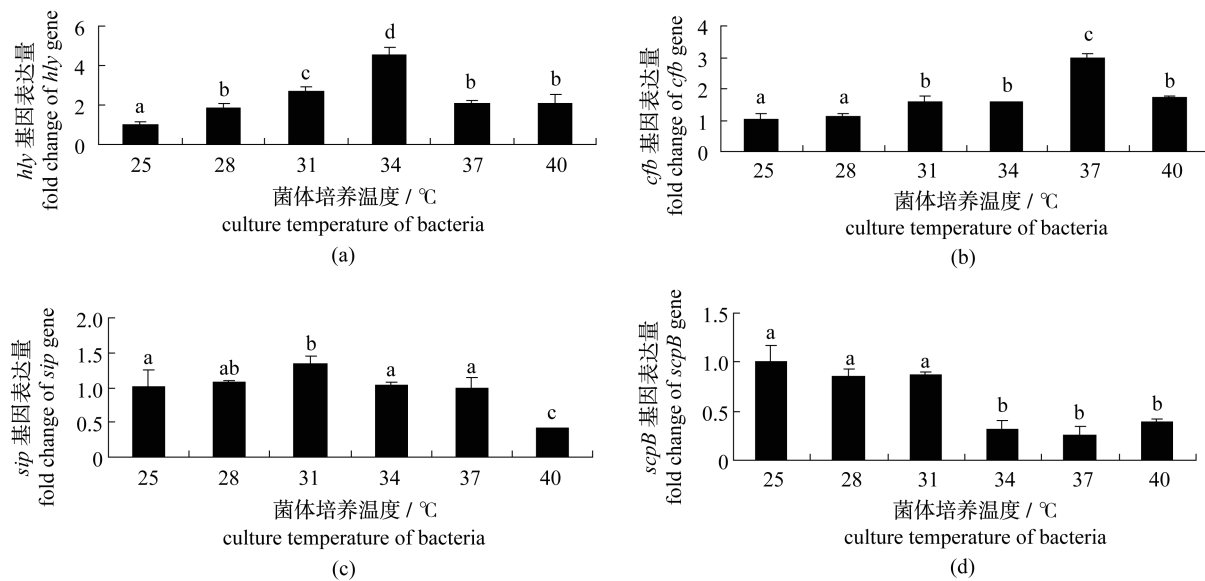 hly 基因表达量
fold change of hly gene
6
4
2
0
a
b
c
d
b
b
25 28 31 34 37 40
菌体培养温度 / ℃
culture temperature of bacteria
(a)
cfb 基因表达量
fold change of cfb gene
4
3
2
1
0
a
a
b
b
c
b
25 28 31 34 37 40
菌体培养温度 / ℃
culture temperature of bacteria
(b)
sip 基因表达量
fold change of sip gene
2.0
1.5
1.0
0.5
0
a
ab
b
a
a
c
25 28 31 34 37 40
菌体培养温度 / ℃
culture temperature of bacteria
(c)
scpB 基因表达量
fold change of scpB gene
1.5
1.0
0.5
0
a
a
a
b
b
b
25 28 31 34 37 40
菌体培养温度 / ℃
culture temperature of bacteria
(d)